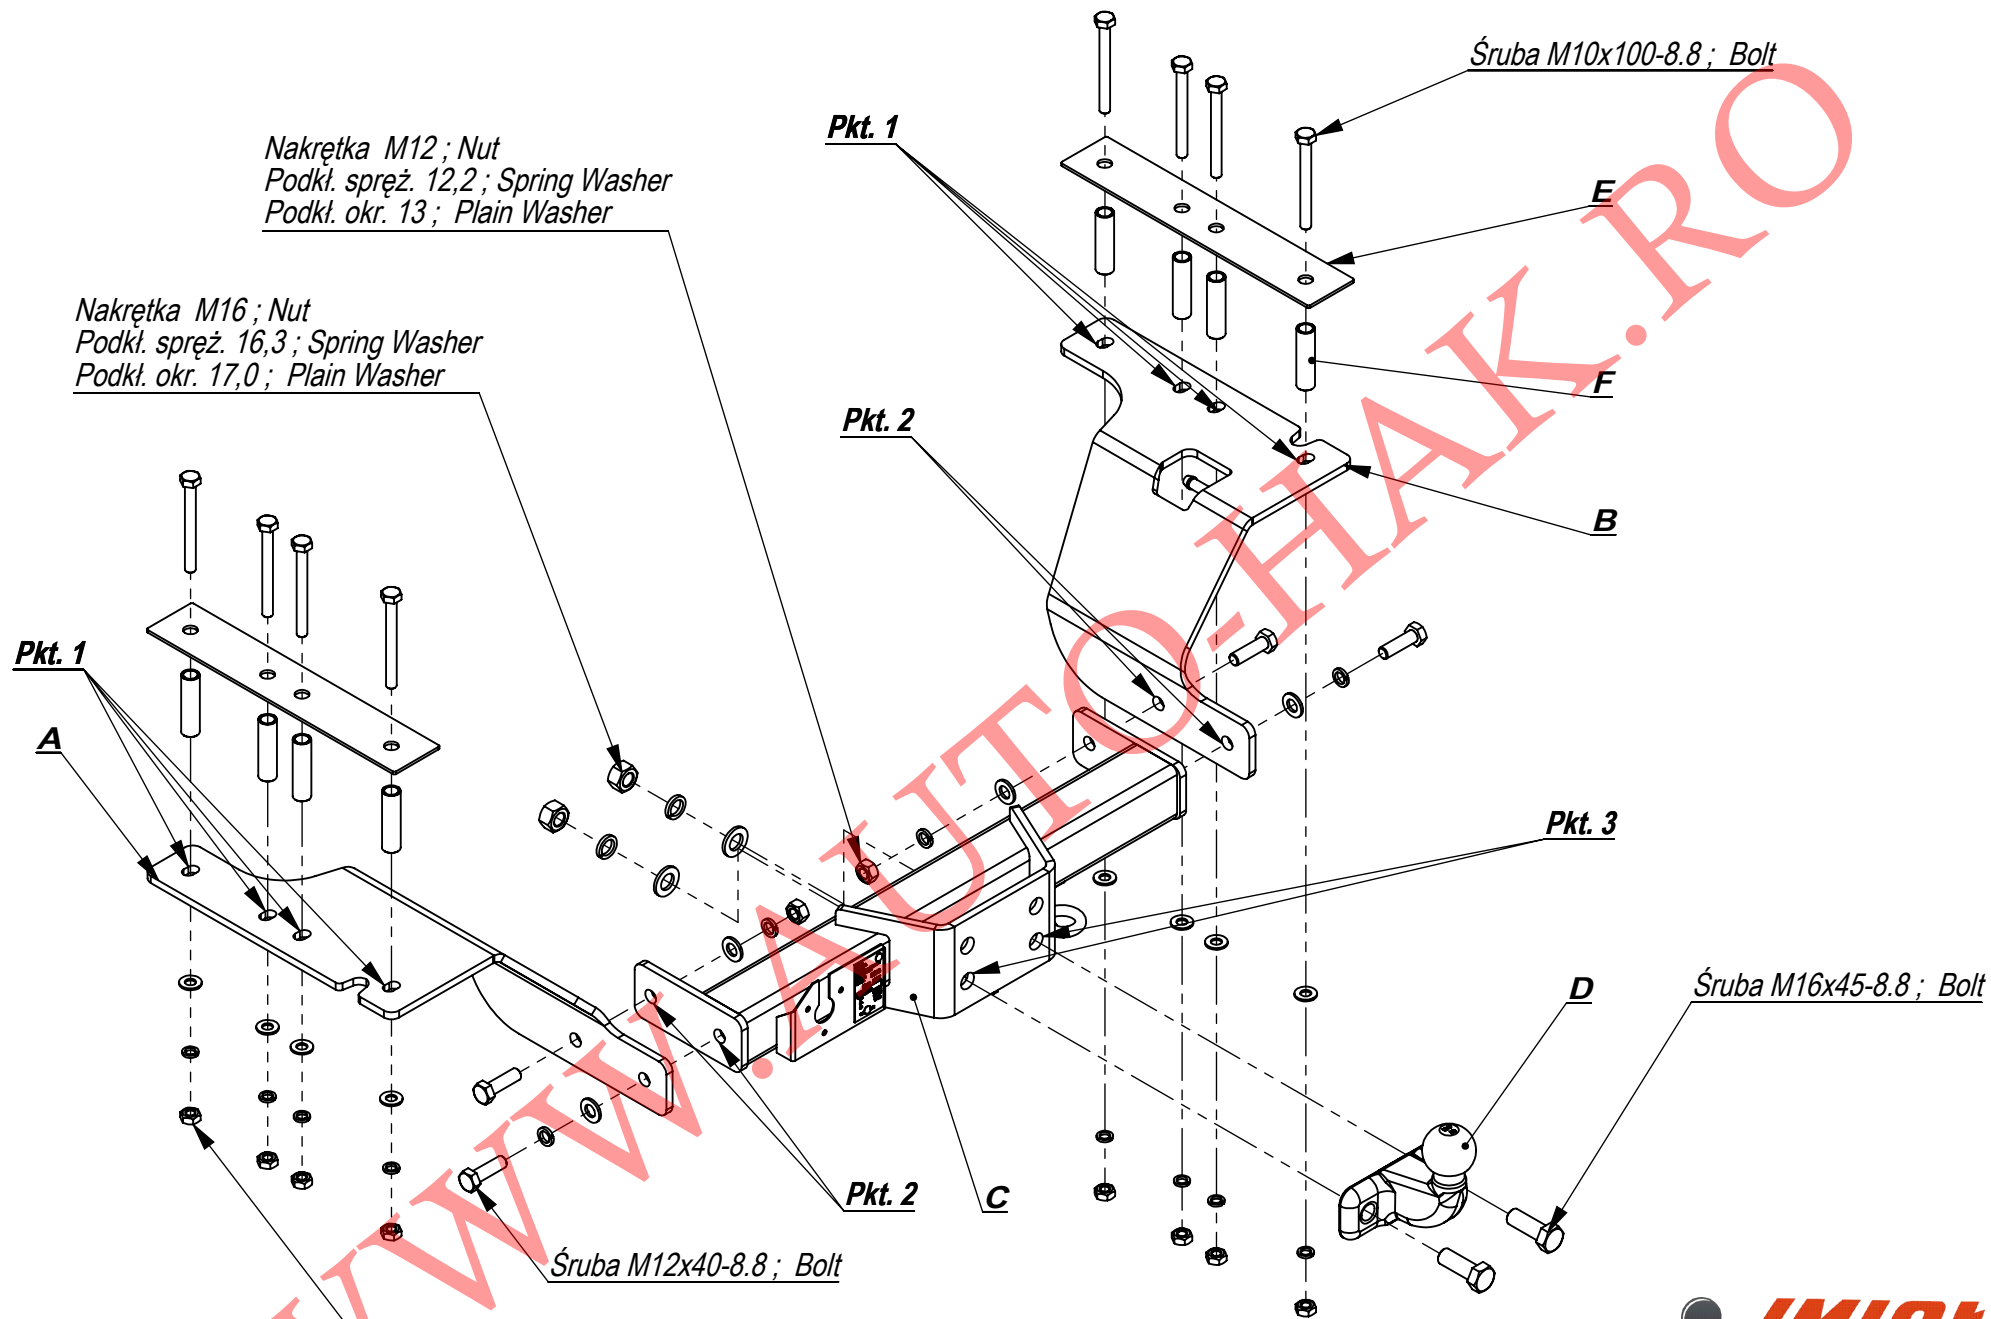 Śruba M10x100-8.8 ; Bolt
Pkt. 1
Nakrętka M12 ; Nut
Podkł. spręż. 12,2 ; Spring Washer
Podkł. okr. 13 ; Plain Washer
E
Nakrętka M16 ; Nut
Podkł. spręż. 16,3 ; Spring Washer
Podkł. okr. 17,0 ; Plain Washer
F
Pkt. 2
B
Pkt. 1
A
Pkt. 3
D
Śruba M16x45-8.8 ; Bolt
Pkt. 2
C
Śruba M12x40-8.8 ; Bolt
WWW.AUTO-HAK.RO